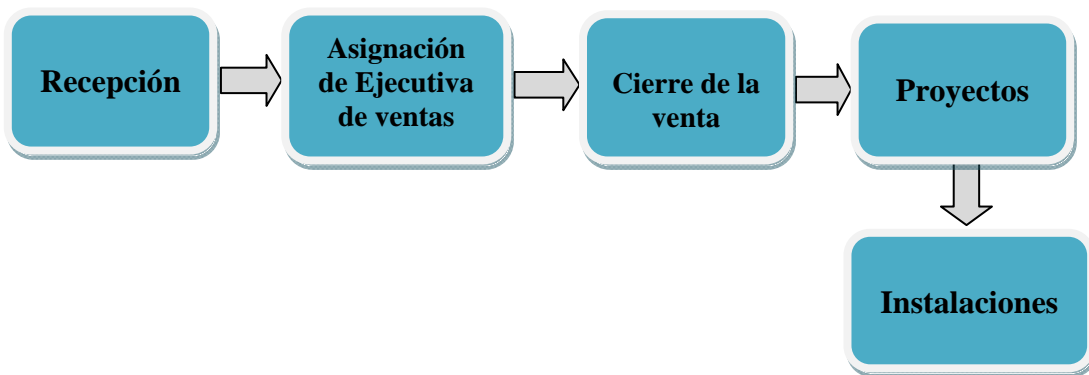 Recepción
Asignación
de Ejecutiva
de ventas
Cierre de la
venta
Proyectos
Instalaciones